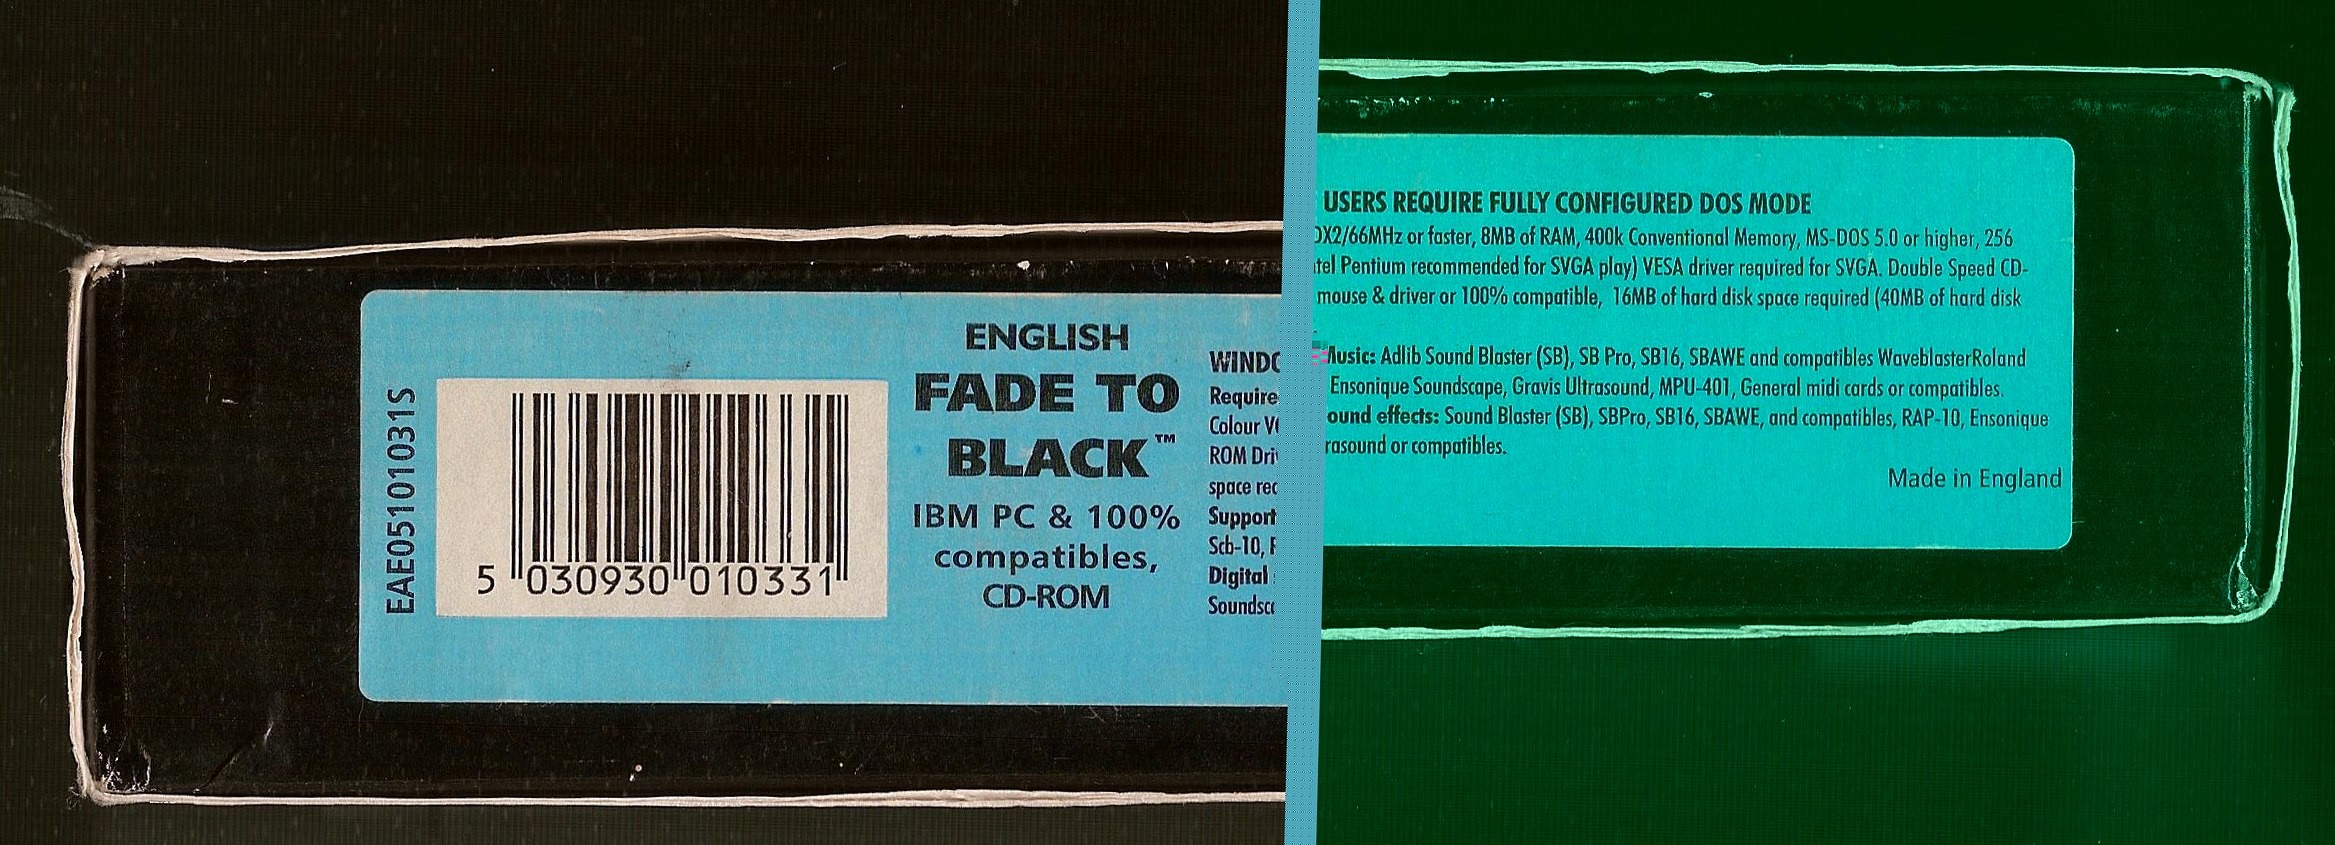 EAE05101031S
5 030930 010331
ENGLISH
FADE TO
BLACK™
IBM PC & 100%
compatibles,
CD-ROM
Require
Colour
ROM
space
Support
Scb-10,
Digital
USERS REQUIRE FULLY CONFIGURED DOS MODE
DX2/66MHz or faster, 8MB of RAM, 400k Conventional Memory, MS-DOS 5.0 or higher, 256
Pentium recommended for SVGA play) VESA driver required for SVGA. Double Speed CD-
mouse & driver or 100% compatible, 16MB of hard disk space required (40MB of hard disk
Music: Adlib Sound Blaster (SB), SB Pro, SB16, SBAWE and compatibles WaveblasterRoland
Ensonique Soundscape, Gravis Ultrasound, MPU-401, General midi cards or compatibles.
effects: Sound Blaster (SB), SBPro, SB16, SBAWE, and compatibles, RAP-10, Ensonique
or compatibles.
Made in England